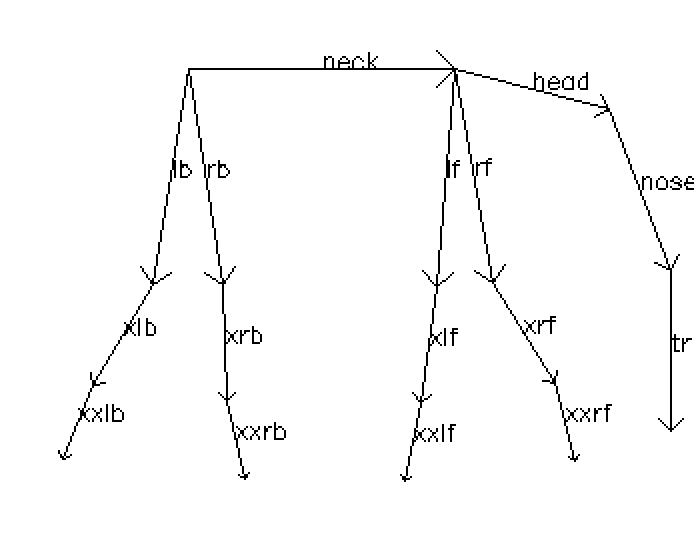 neck
head
lb
rb
lf
rf
nose
xlb
xrb
xlf
xrf
tr
xxlb
xxrb
xxlf
xxrf